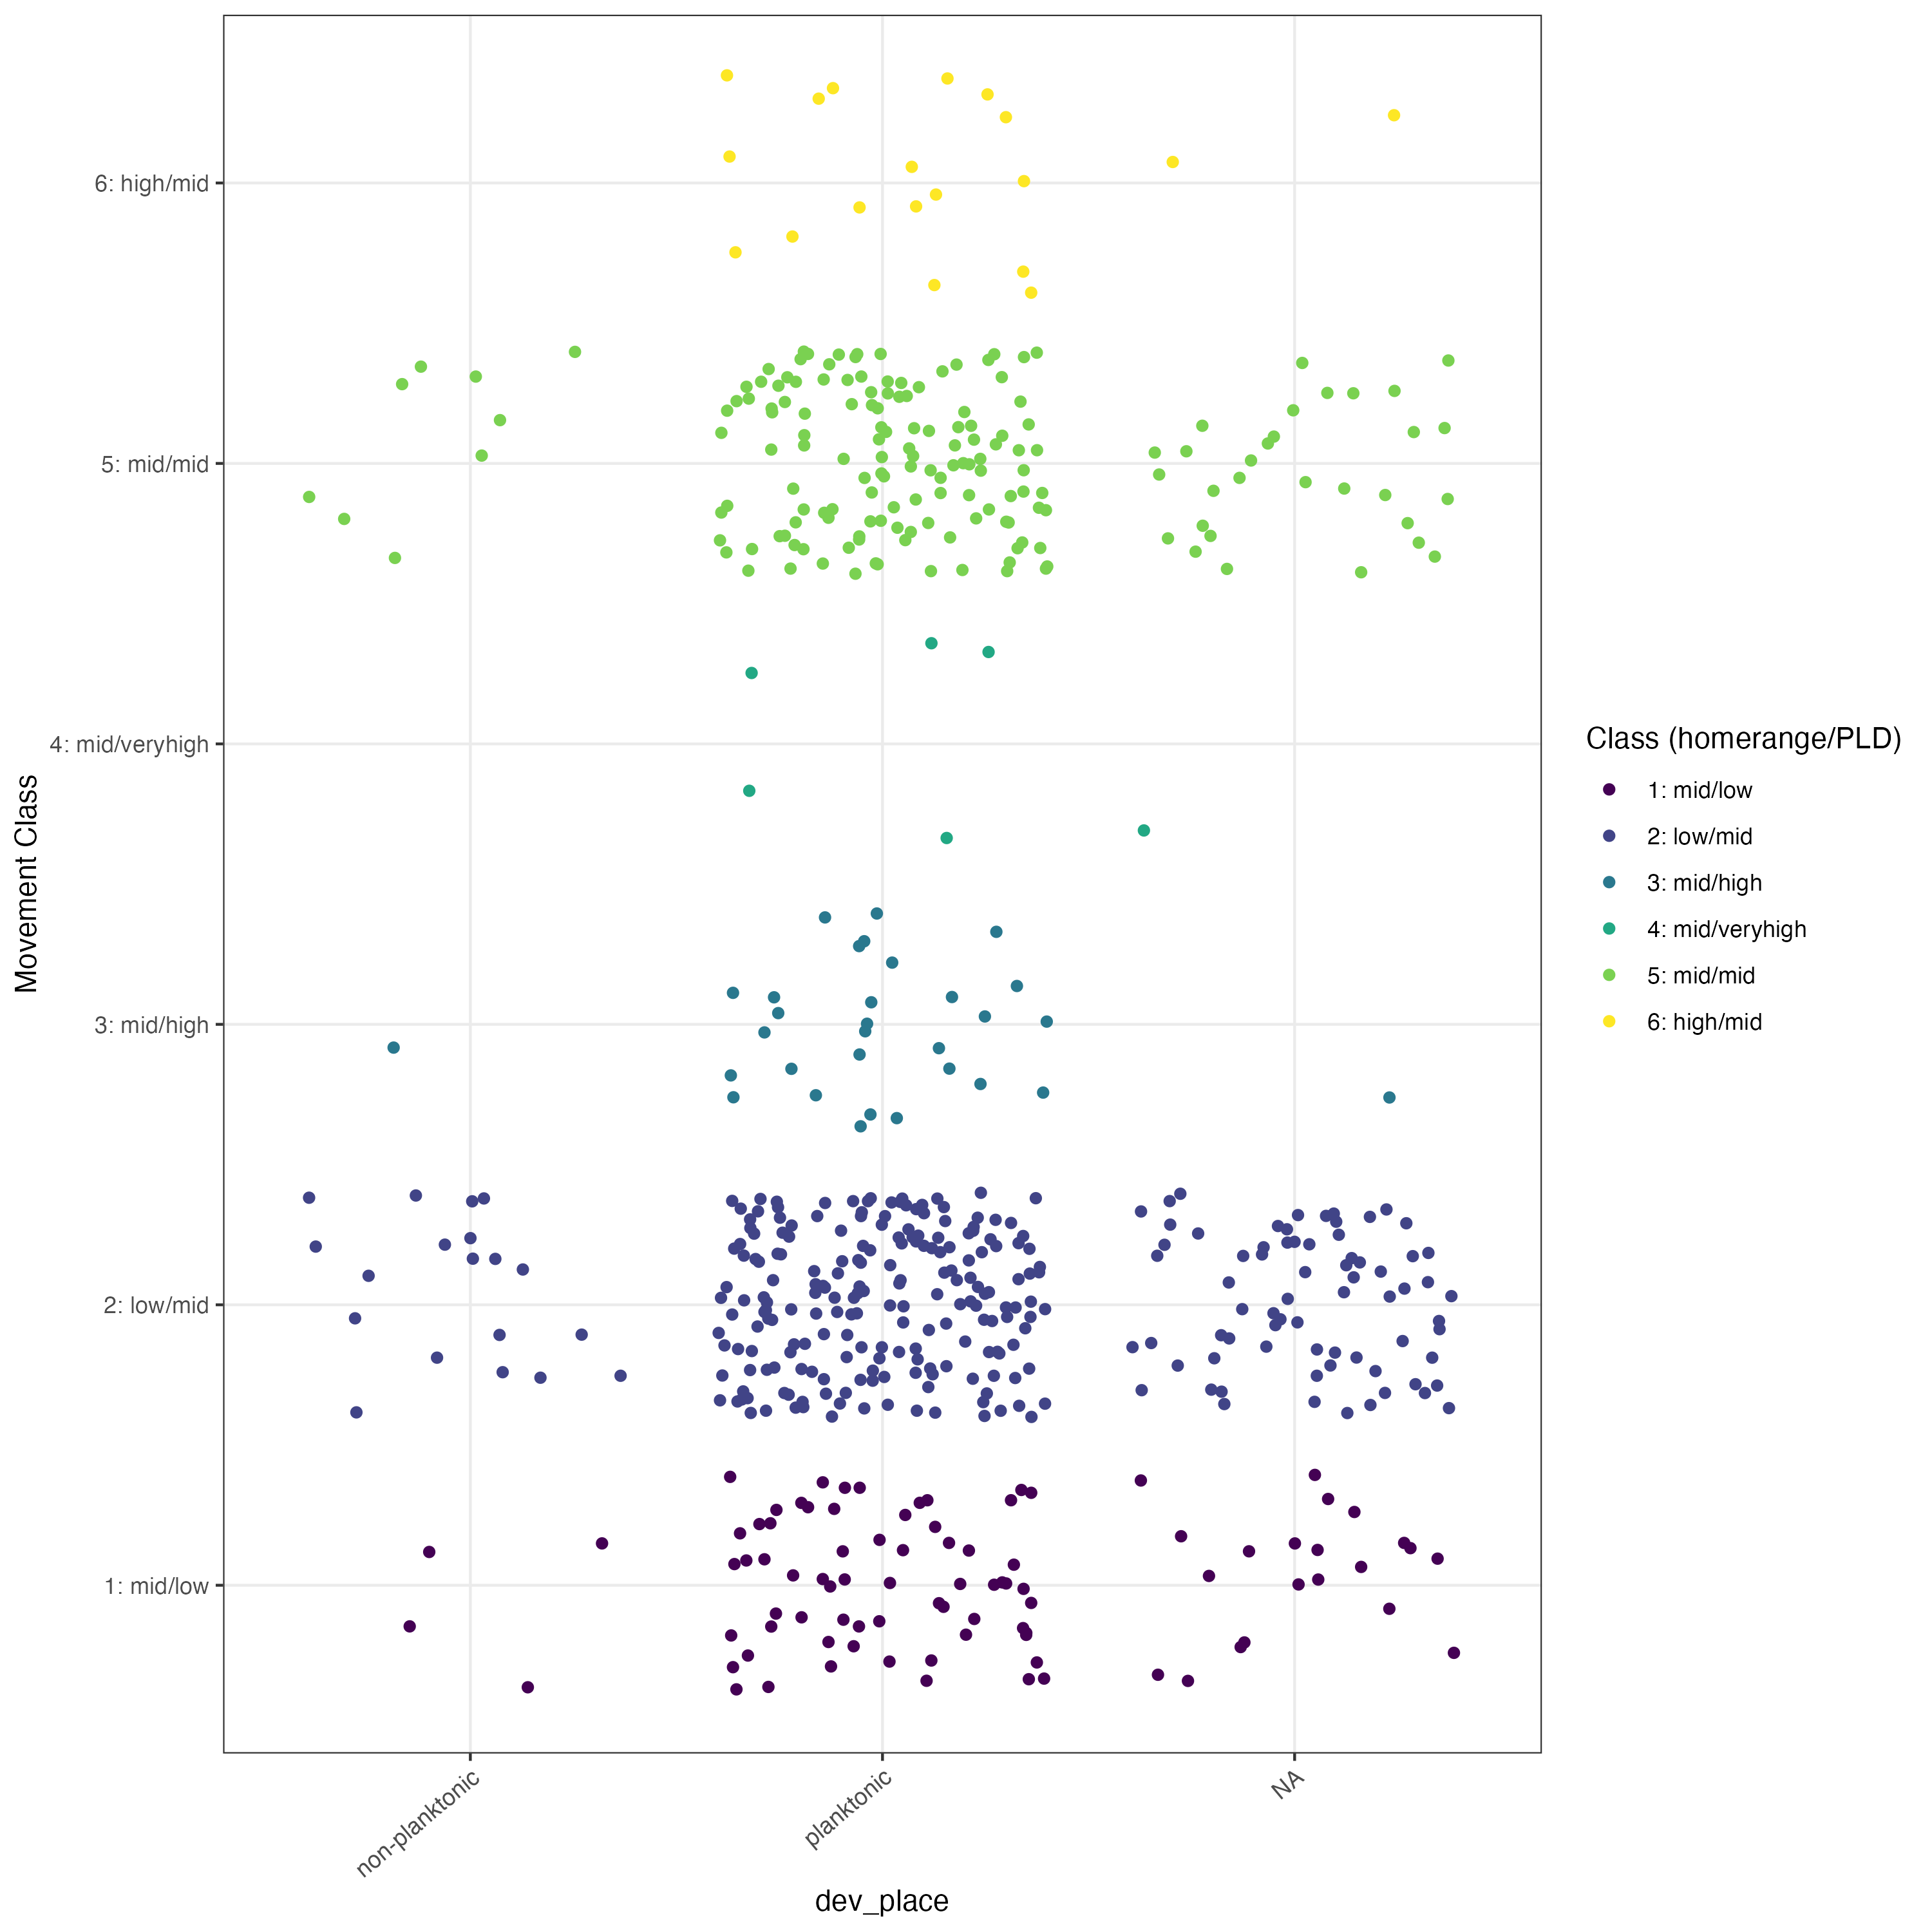 6: high/mid
5: mid/mid
4: mid/veryhigh
3: mid/high
2: low/mid
1: mid/low
Movement Class
non-planktonic
planktonic
NA
dev_place
Class (homerange/PLD)
1: mid/low
2: low/mid
3: mid/high
4: mid/veryhigh
5: mid/mid
6: high/mid